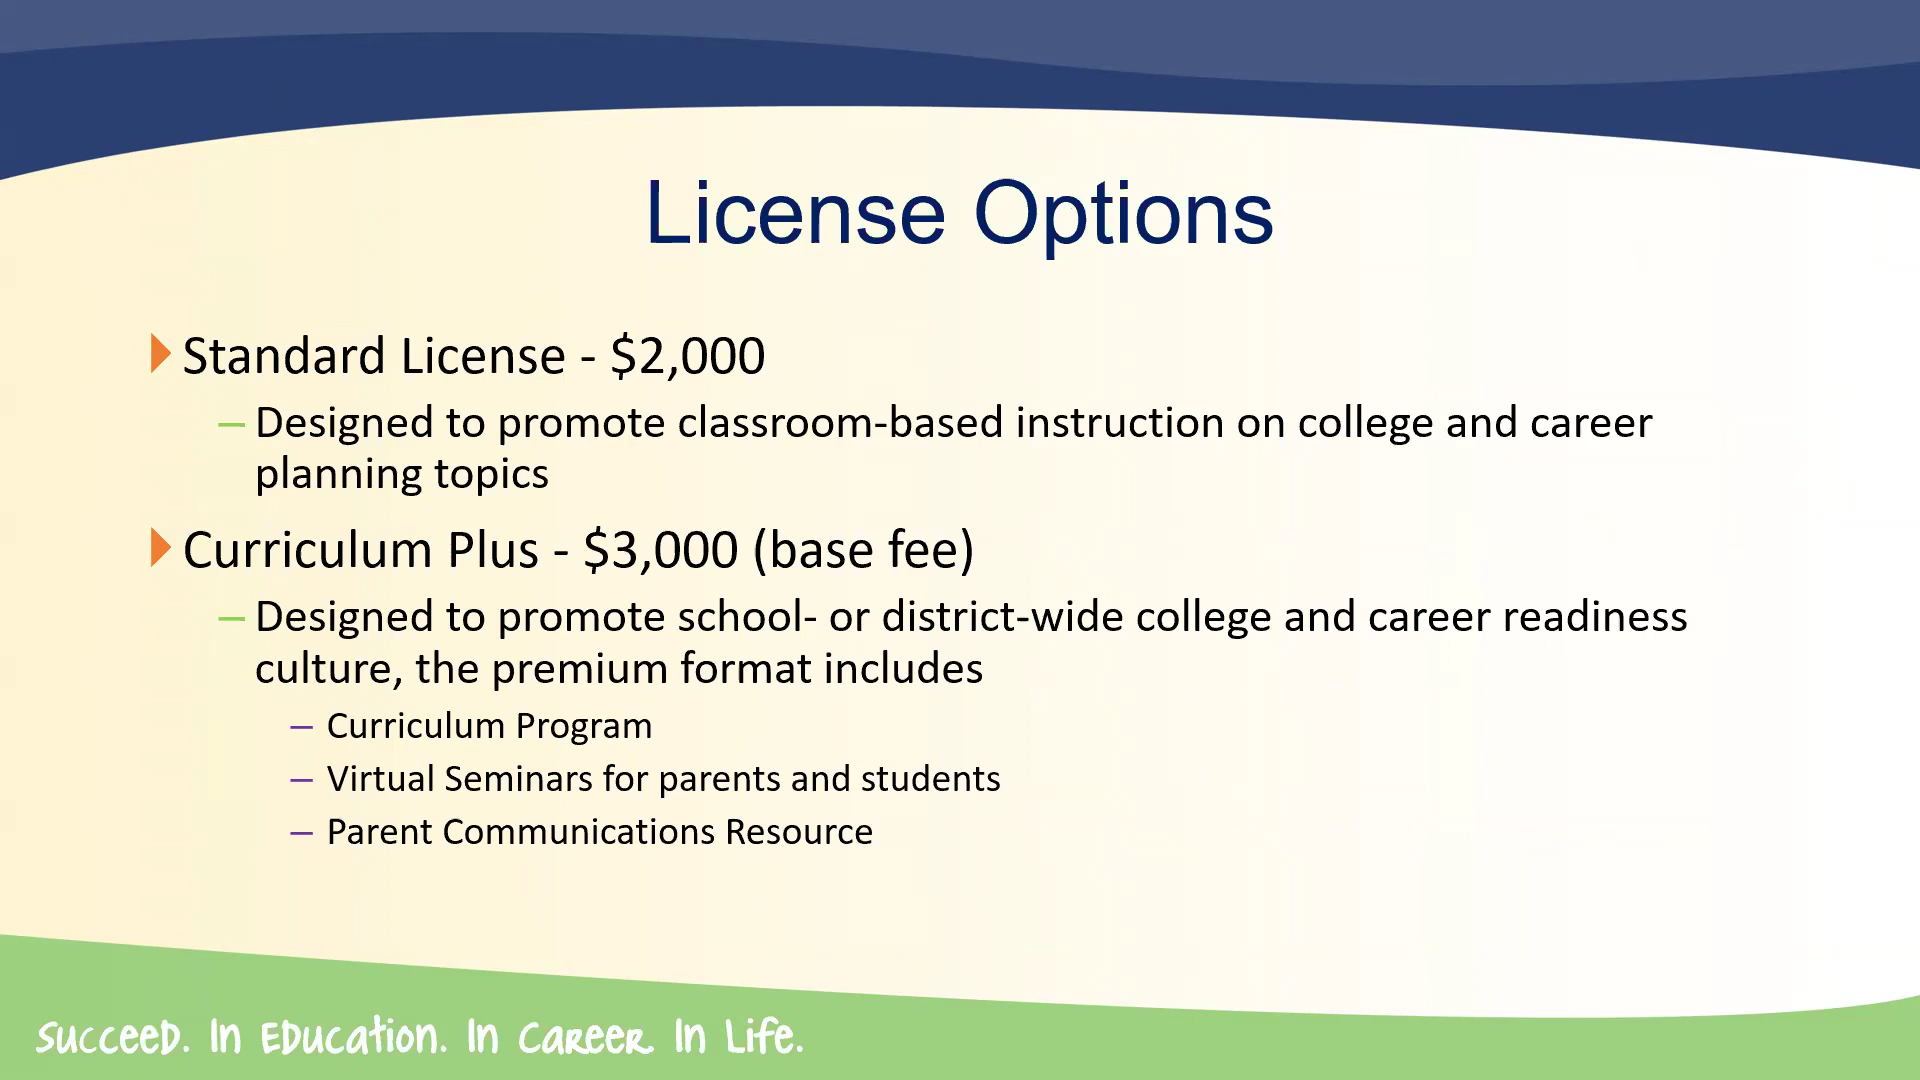 License Options
Standard License - $2,000
– Designed to promote classroom-based instruction on college and career
planning topics
Curriculum Plus - $3,000 (base fee)
– Designed to promote school- or district-wide college and career readiness
culture, the premium format includes
– Curriculum Program
– Virtual Seminars for parents and students
– Parent Communications Resource
Succeed. In Education. In Career. In Life.